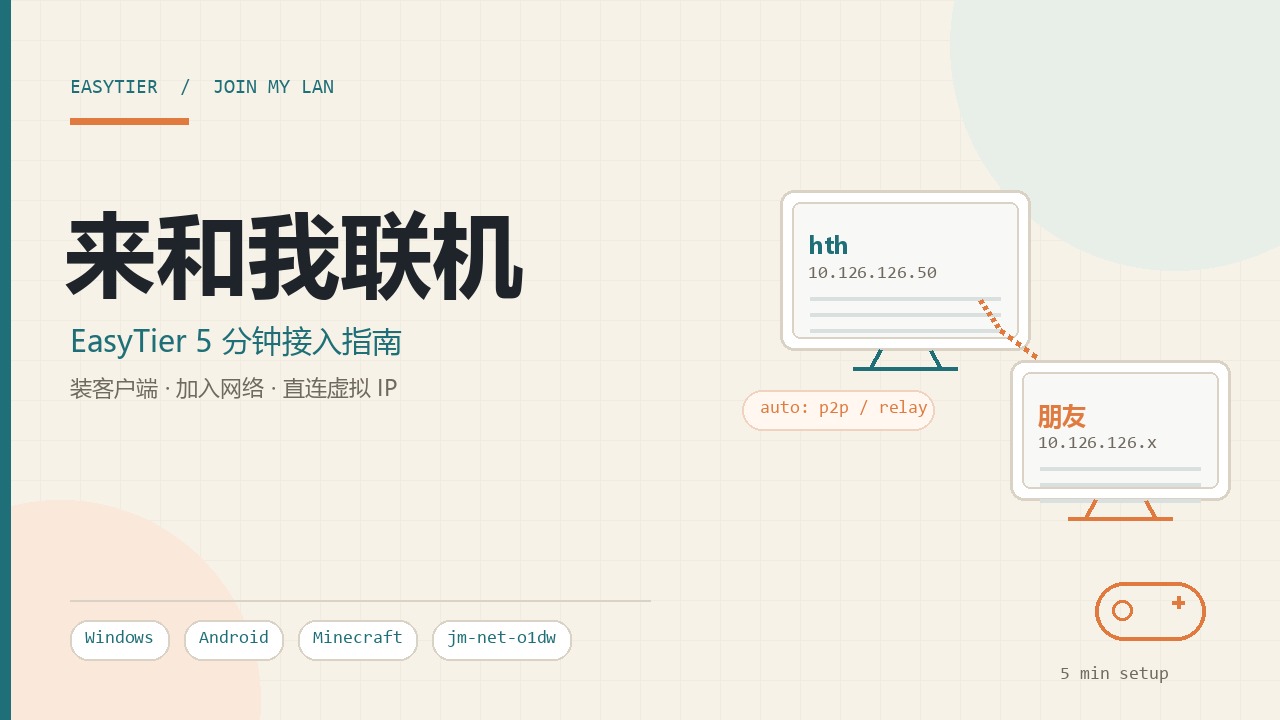 EASYTIER / JOIN MY LAN
来和我联机
EasyTier 5 分钟接入指南
装客户端 · 加入网络 · 直连虚拟 IP
hth
10.126.126.50
auto: p2p / relay
朋友
10.126.126.x
Windows
Android
Minecraft
jm-net-o1dw
5 min setup